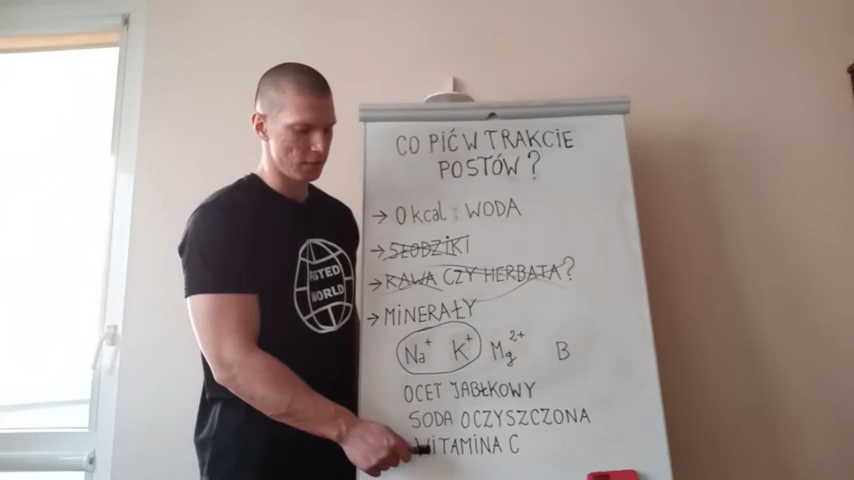 CO PIĆ W TRAKCIE
POSTÓW?
→ 0 kcal : WODA
→ SŁODZIKI
→ KAWA CZY HERBATA?
→ MINERAŁY
Na⁺ K⁺ Mg²⁺ B
OCET JABŁKOWY
SODA OCZYSZCZONA
WITAMINA C
WORLD